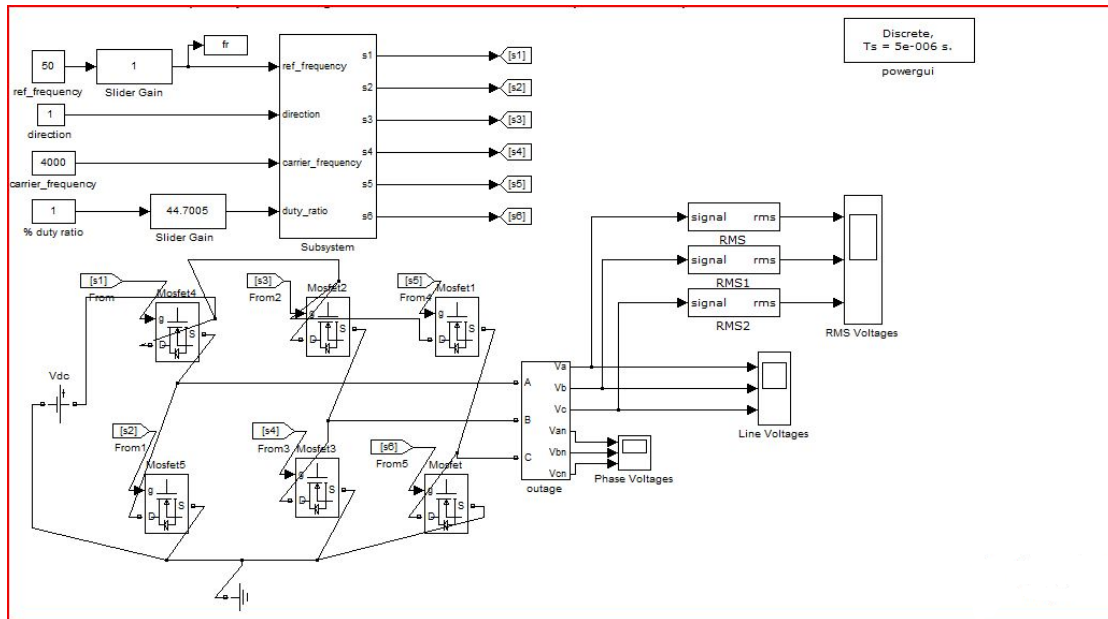 Discrete,
Ts = 5e-006 s.
powergui
fr
50
ref_frequency
1
Slider Gain
1
direction
4000
carrier_frequency
1
% duty ratio
44.7005
Slider Gain
ref_frequency
direction
carrier_frequency
duty_ratio
s1
s2
s3
s4
s5
s6
Subsystem
[s1]
[s2]
[s3]
[s4]
[s5]
[s6]
signal rms
RMS
signal rms
RMS1
signal rms
RMS2
RMS Voltages
[s1]
From
Mosfet4
g
D
S
[s3]
From2
Mosfet2
g
D
S
[s5]
From4
Mosfet1
g
D
S
Vdc
A
B
C
Va
Vb
Vc
Van
Vbn
Vcn
outage
Line Voltages
Phase Voltages
[s2]
From1
Mosfet5
g
D
S
[s4]
From3
Mosfet3
g
D
S
[s6]
From5
Mosfet
g
D
S